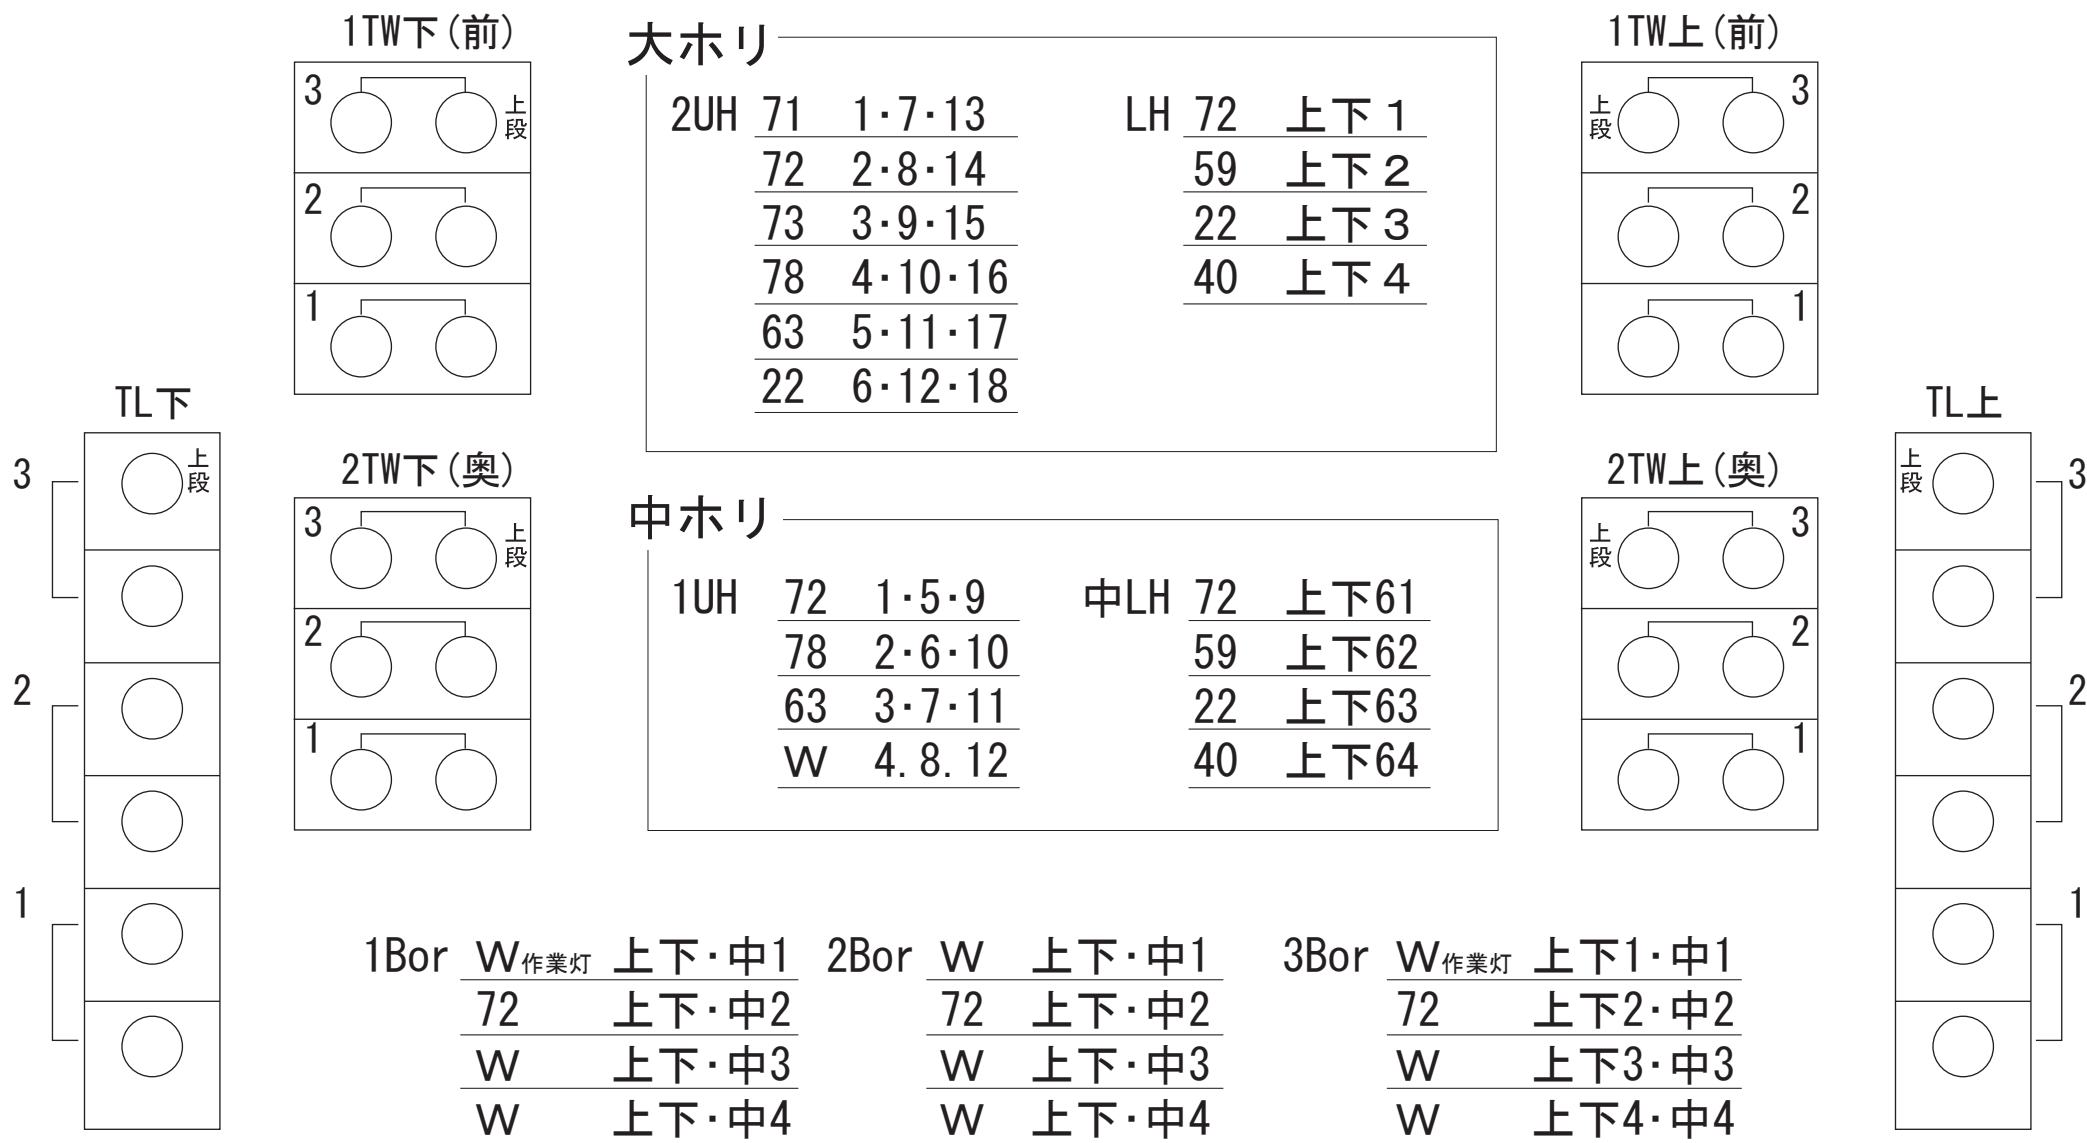 1TW下(前)
3
上段
2
1
大ホリ
2UH 71 1・7・13
72 2・8・14
73 3・9・15
78 4・10・16
63 5・11・17
22 6・12・18
LH 72 上下1
59 上下2
22 上下3
40 上下4
1TW上(前)
上段
3
2
1
TL下
3
上段
2
1
2TW下(奥)
3
上段
2
1
中ホリ
1UH 72 1・5・9
78 2・6・10
63 3・7・11
W 4.8.12
中LH 72 上下61
59 上下62
22 上下63
40 上下64
2TW上(奥)
上段
3
2
1
TL上
上段
3
2
1
1Bor W作業灯 上下・中1
72 上下・中2
W 上下・中3
W 上下・中4
2Bor W 上下・中1
72 上下・中2
W 上下・中3
W 上下・中4
3Bor W作業灯 上下1・中1
72 上下2・中2
W 上下3・中3
W 上下4・中4